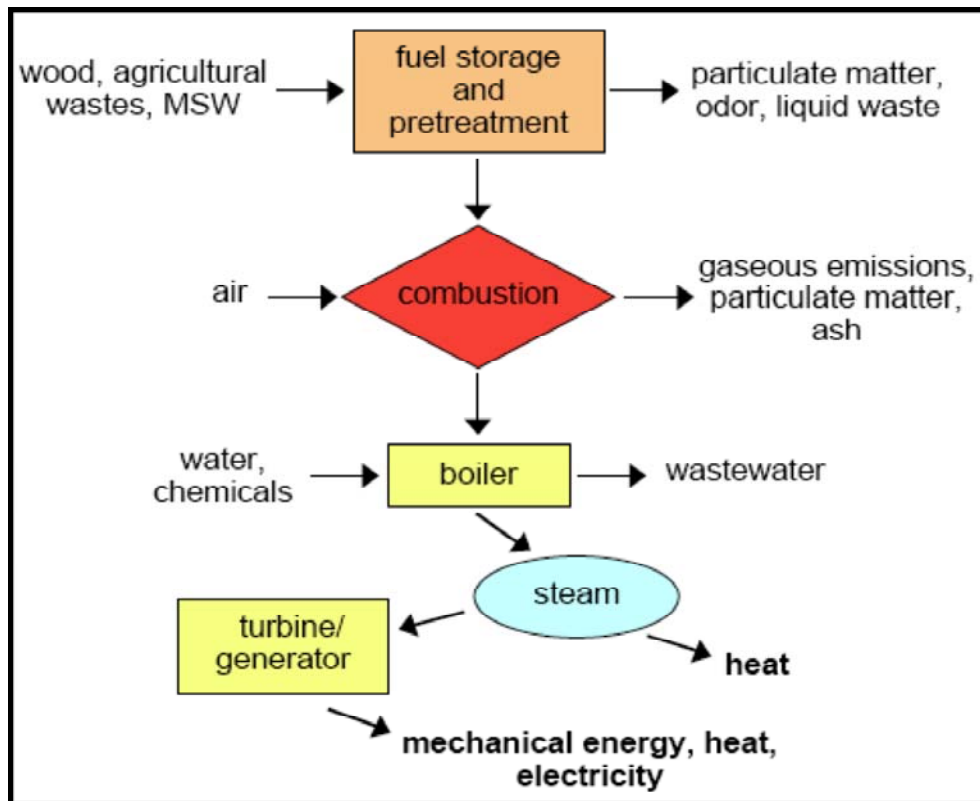 wood, agricultural
wastes, MSW
fuel storage
and
pretreatment
particulate matter,
odor, liquid waste
air
combustion
gaseous emissions,
particulate matter,
ash
water,
chemicals
boiler
wastewater
steam
turbine/
generator
heat
mechanical energy, heat,
electricity